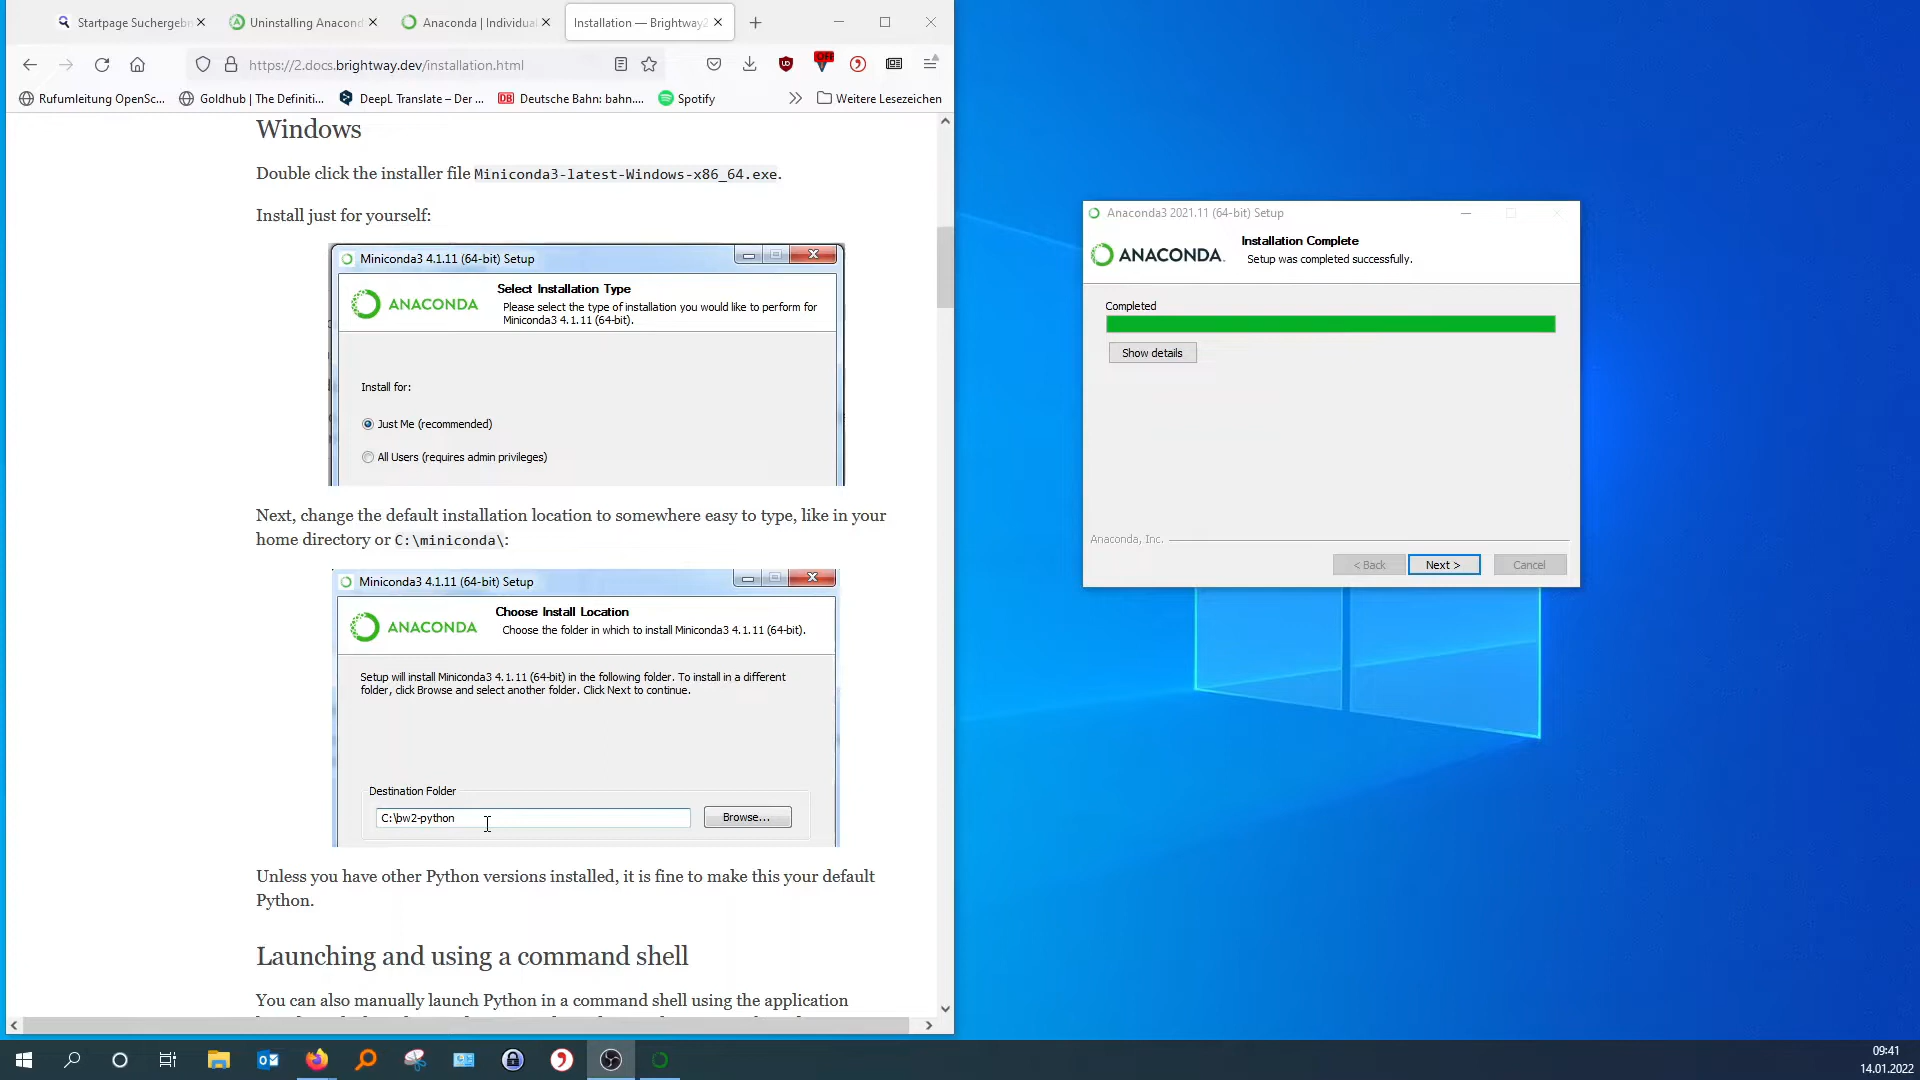 Startpage Suchergebn
Uninstalling Anacond
Anaconda | Individua
Installation — Brightway2
https://2.docs.brightway.dev/installation.html
OFF
Rufumleitung OpenSc...
Goldhub | The Definiti...
DeepL Translate – Der ...
DB
Deutsche Bahn: bahn....
Spotify
Weitere Lesezeichen
Windows
Double click the installer file Miniconda3-latest-Windows-x86_64.exe.
Install just for yourself:
Miniconda3 4.1.11 (64-bit) Setup
ANACONDA
Select Installation Type
Please select the type of installation you would like to perform for
Miniconda3 4.1.11 (64-bit).
Install for:
Just Me (recommended)
All Users (requires admin privileges)
Next, change the default installation location to somewhere easy to type, like in your
home directory or C:\miniconda\:
Miniconda3 4.1.11 (64-bit) Setup
ANACONDA
Choose Install Location
Choose the folder in which to install Miniconda3 4.1.11 (64-bit).
Setup will install Miniconda3 4.1.11 (64-bit) in the following folder. To install in a different
folder, click Browse and select another folder. Click Next to continue.
Destination Folder
C:\bw2-python
Browse...
Unless you have other Python versions installed, it is fine to make this your default
Python.
Launching and using a command shell
You can also manually launch Python in a command shell using the application
Anaconda3 2021.11 (64-bit) Setup
ANACONDA.
Installation Complete
Setup was completed successfully.
Completed
Show details
Anaconda, Inc.
< Back
Next >
Cancel
09:41
14.01.2022